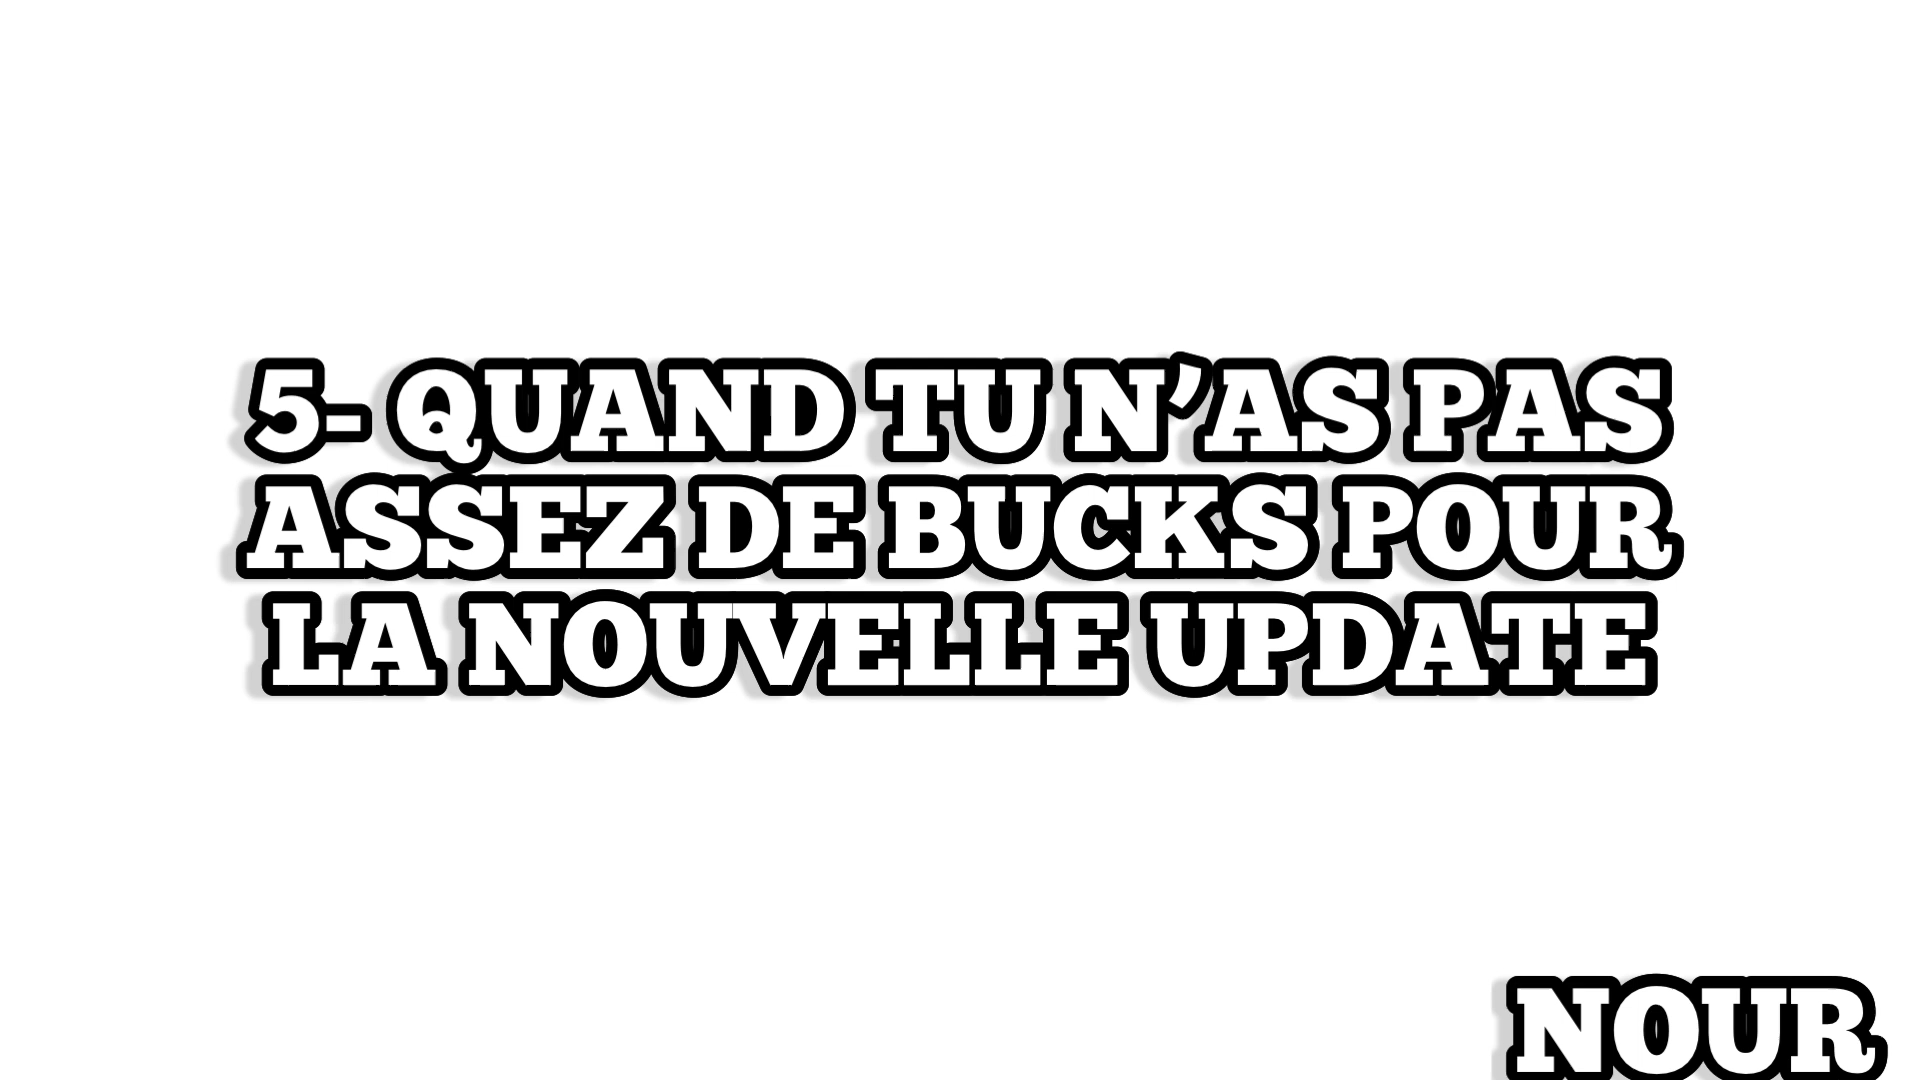 5- QUAND TU N’AS PAS
ASSEZ DE BUCKS POUR
LA NOUVELLE UPDATE
NOUR